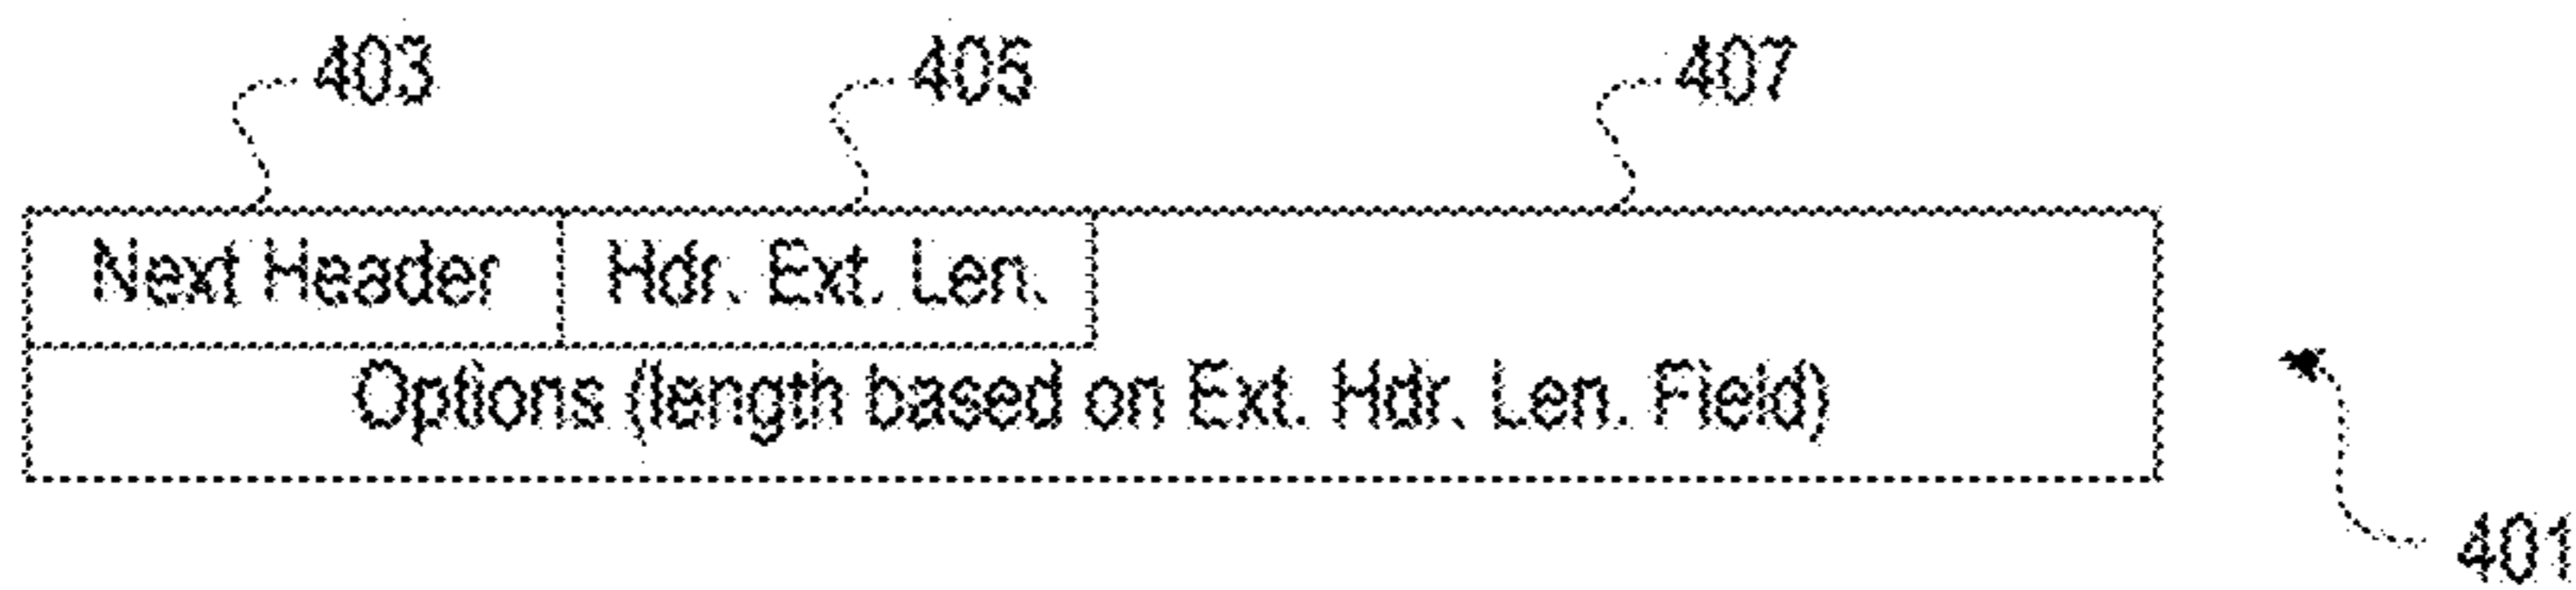 403 405 407
Next Header Hdr. Ext. Len.
Options (length based on Ext. Hdr. Len. Field)
401